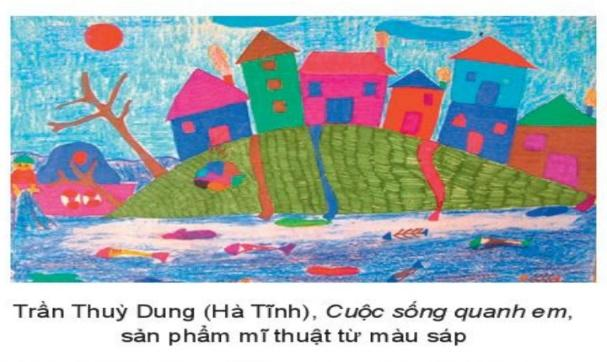 Trần Thuỳ Dung (Hà Tĩnh), Cuộc sống quanh em,
sản phẩm mĩ thuật từ màu sáp